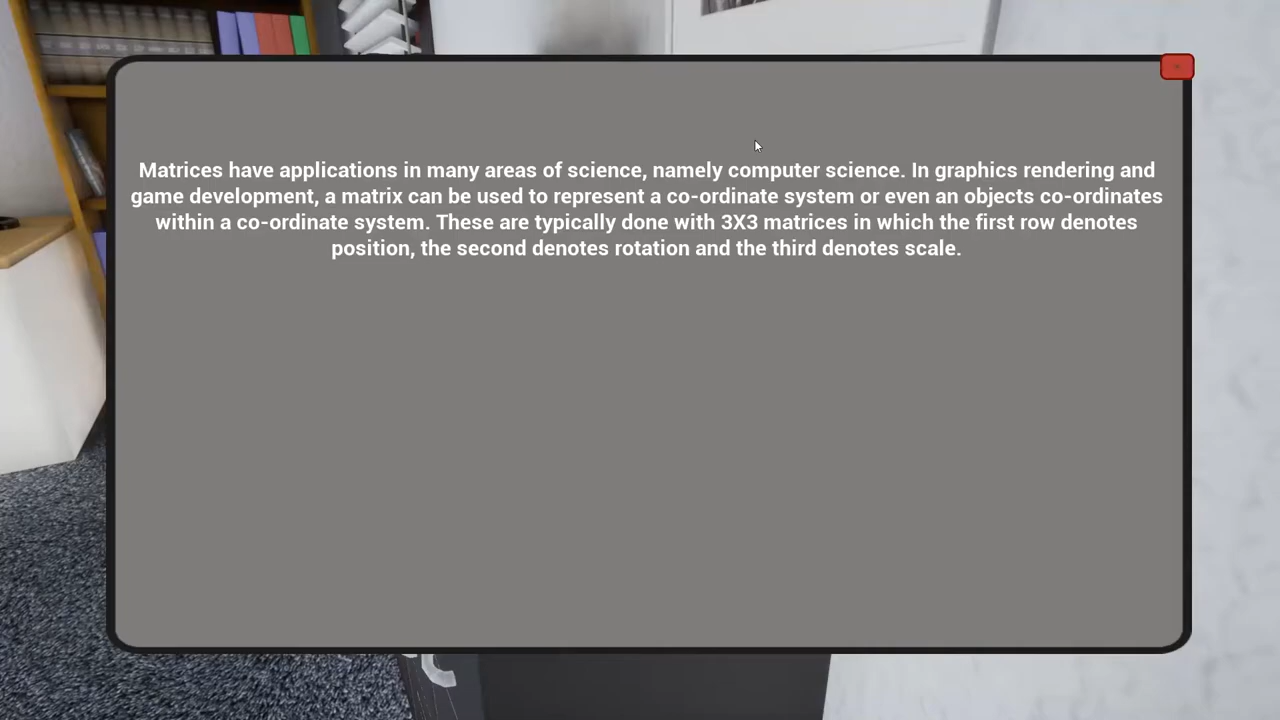 Matrices have applications in many areas of science, namely computer science. In graphics rendering and
game development, a matrix can be used to represent a co-ordinate system or even an objects co-ordinates
within a co-ordinate system. These are typically done with 3X3 matrices in which the first row denotes
position, the second denotes rotation and the third denotes scale.